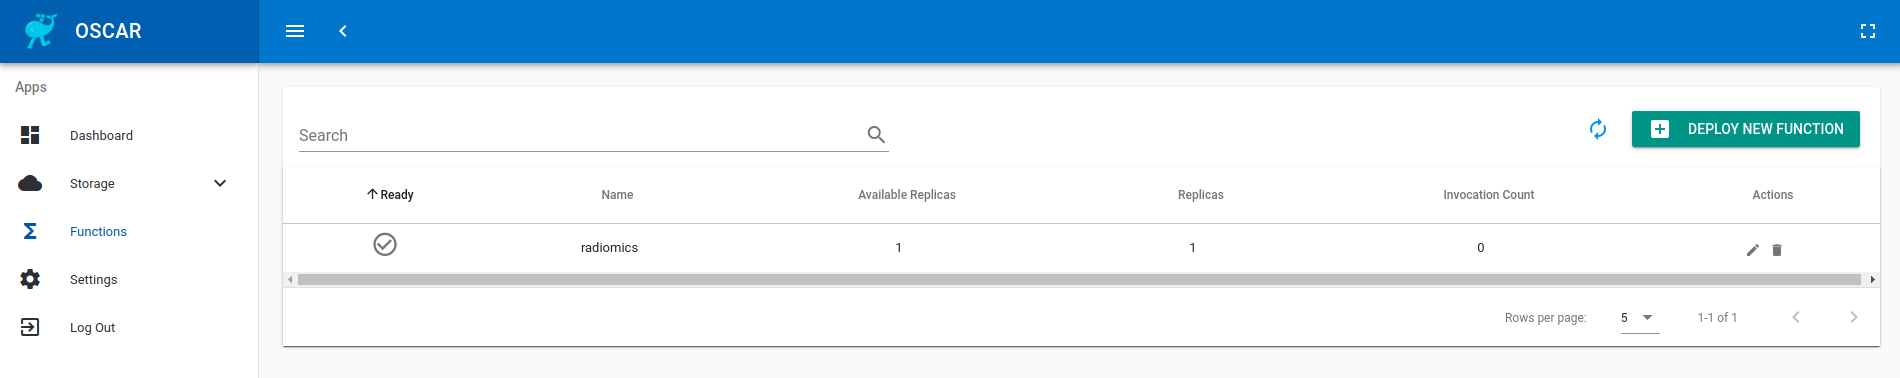 OSCAR
Apps
Dashboard
Storage
Functions
Settings
Log Out
Search
DEPLOY NEW FUNCTION
Ready Name Available Replicas Replicas Invocation Count Actions
radiomics 1 1 0
Rows per page: 5 1-1 of 1